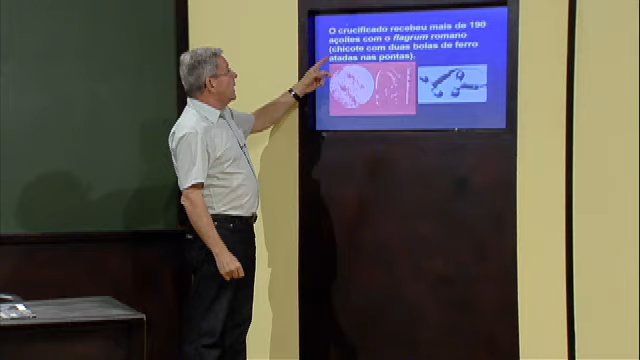 O crucificado recebeu mais de 190
açoites com o flagrum romano
(chicote com duas bolas de ferro
atadas nas pontas).